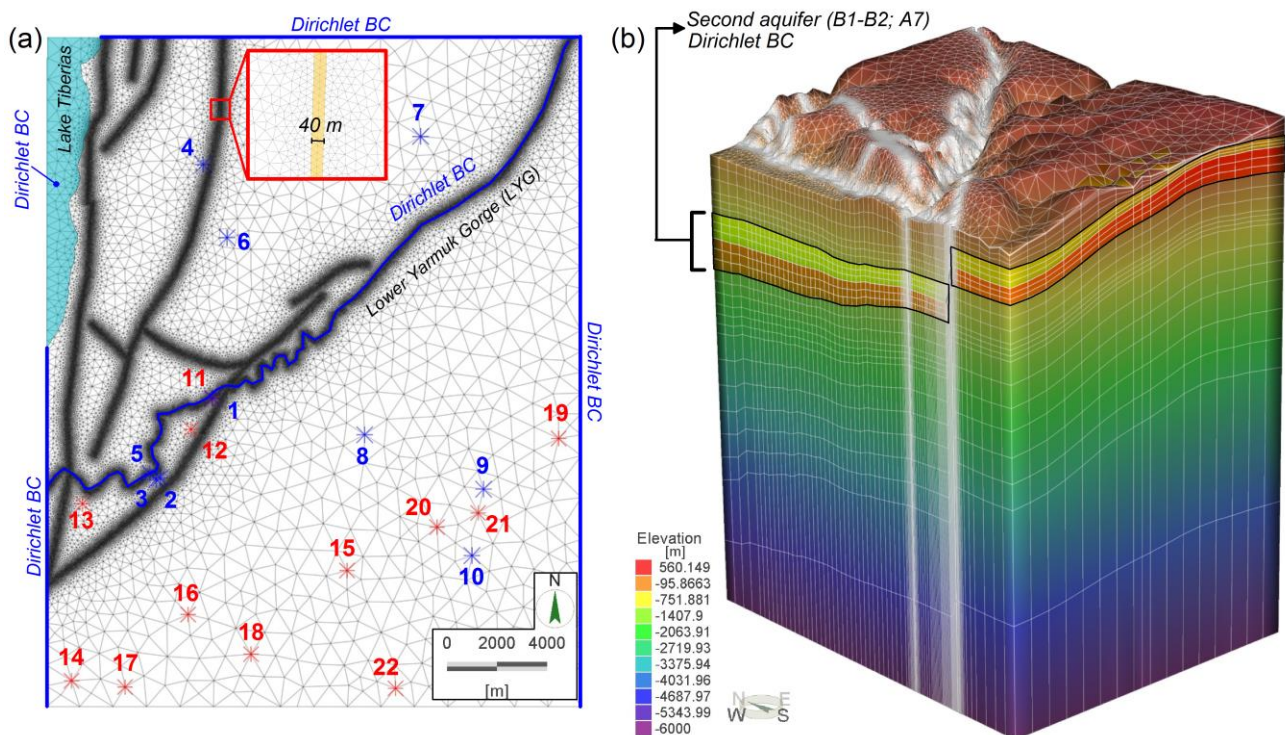 (a)
Dirichlet BC
Lake Tiberias
Dirichlet BC
40 m
4
7
6
Dirichlet BC
Lower Yarmuk Gorge (LYG)
Dirichlet BC
11
1
12
5
3
2
13
Dirichlet BC
8
19
9
20
21
15
10
16
18
14
17
22
N
0 2000 4000
[m]
(b)
Second aquifer (B1-B2; A7)
Dirichlet BC
Elevation
[m]
560.149
-95.8663
-751.881
-1407.9
-2063.91
-2719.93
-3375.94
-4031.96
-4687.97
-5343.99
-6000
N E
W S